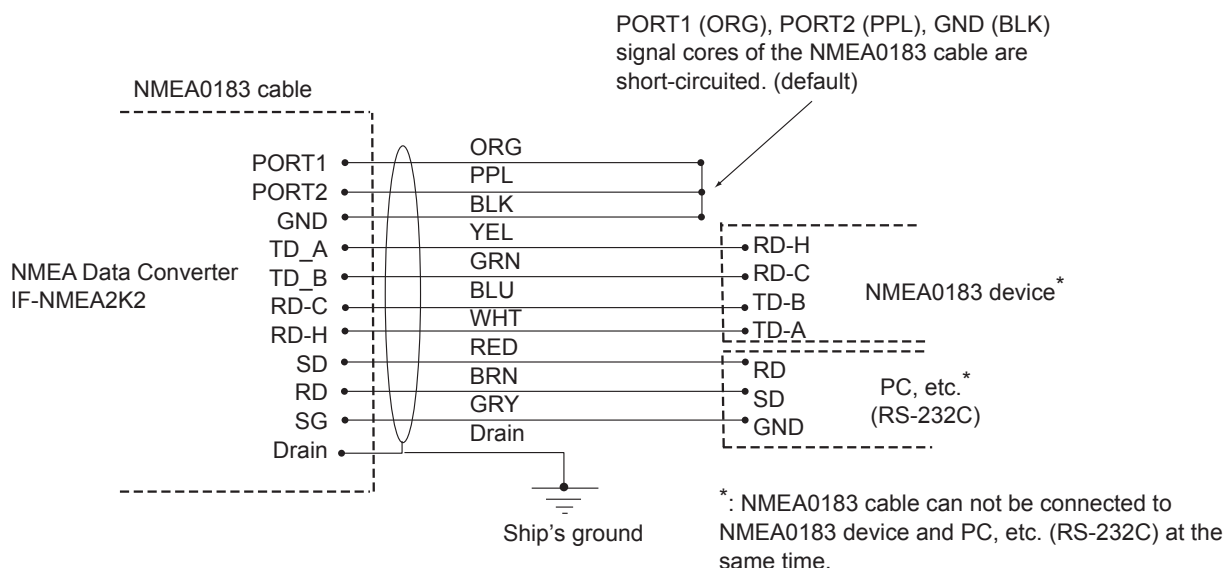 PORT1 (ORG), PORT2 (PPL), GND (BLK)
signal cores of the NMEA0183 cable are
short-circuited. (default)
NMEA0183 cable
PORT1
ORG
PORT2
PPL
GND
BLK
TD_A
YEL
RD-H
TD_B
GRN
RD-C
RD-C
BLU
TD-B
RD-H
WHT
TD-A
NMEA Data Converter
IF-NMEA2K2
NMEA0183 device*
SD
RED
RD
RD
BRN
SD
SG
GRY
GND
PC, etc.*
(RS-232C)
Drain
Drain
Ship's ground
*: NMEA0183 cable can not be connected to
NMEA0183 device and PC, etc. (RS-232C) at the
same time.